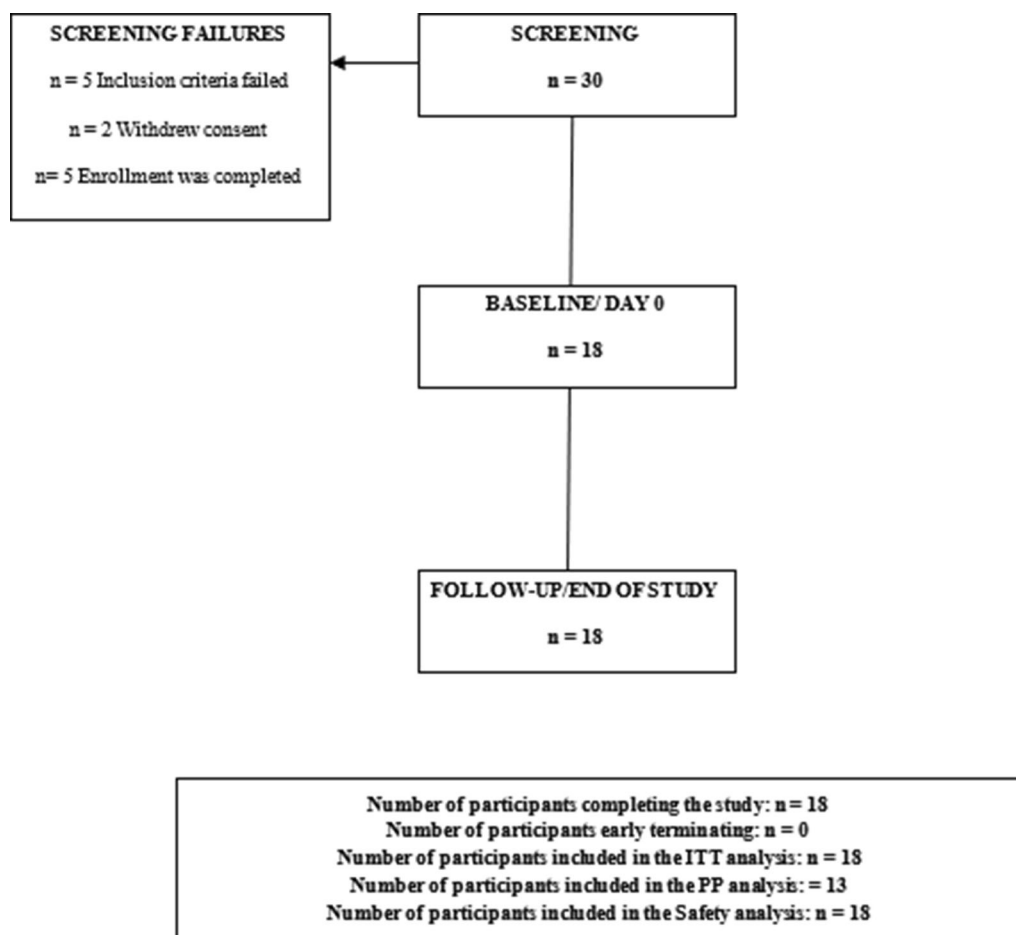 SCREENING FAILURES
n = 5 Inclusion criteria failed
n = 2 Withdrew consent
n= 5 Enrollment was completed
SCREENING
n = 30
BASELINE/ DAY 0
n = 18
FOLLOW-UP/END OF STUDY
n = 18
Number of participants completing the study: n = 18
Number of participants early terminating: n = 0
Number of participants included in the ITT analysis: n = 18
Number of participants included in the PP analysis: = 13
Number of participants included in the Safety analysis: n = 18